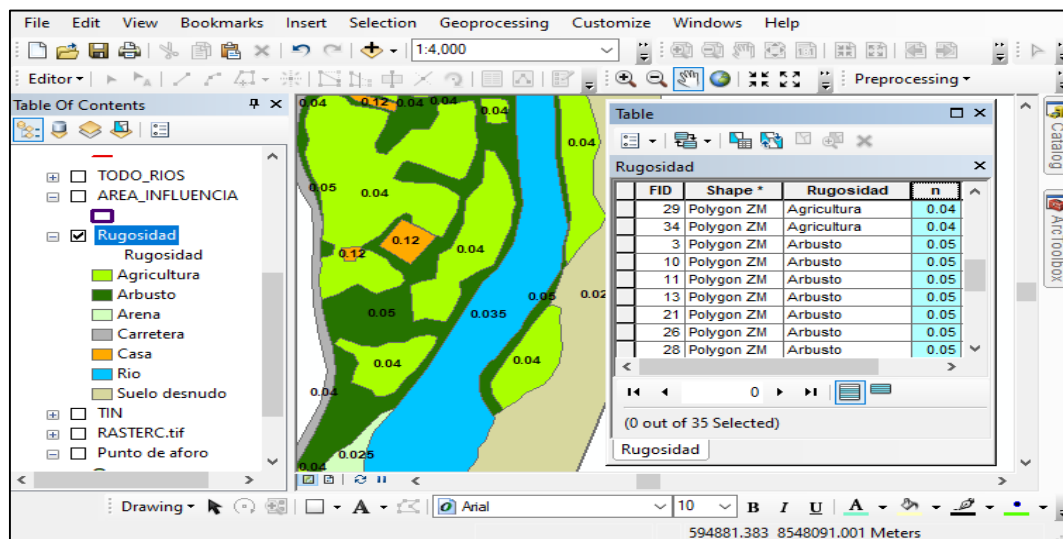 File Edit View Bookmarks Insert Selection Geoprocessing Customize Windows Help
1:4,000
Editor
Preprocessing
Table Of Contents
TODO_RIOS
AREA_INFLUENCIA
Rugosidad
Rugosidad
Agricultura
Arbusto
Arena
Carretera
Casa
Rio
Suelo desnudo
TIN
RASTERC.tif
Punto de aforo
0.04 0.12 0.04 0.04
0.04
0.04
0.05 0.04
0.12
0.12 0.04
0.05 0.02
0.05 0.035
0.04 0.04
0.04
0.025
0.04
Table
Rugosidad
FID Shape * Rugosidad n
29 Polygon ZM Agricultura 0.04
34 Polygon ZM Agricultura 0.04
3 Polygon ZM Arbusto 0.05
10 Polygon ZM Arbusto 0.05
11 Polygon ZM Arbusto 0.05
13 Polygon ZM Arbusto 0.05
21 Polygon ZM Arbusto 0.05
26 Polygon ZM Arbusto 0.05
28 Polygon ZM Arbusto 0.05
0
(0 out of 35 Selected)
Rugosidad
Catalog
ArcToolbox
Drawing A Arial 10 B I U A
594881.383 8548091.001 Meters